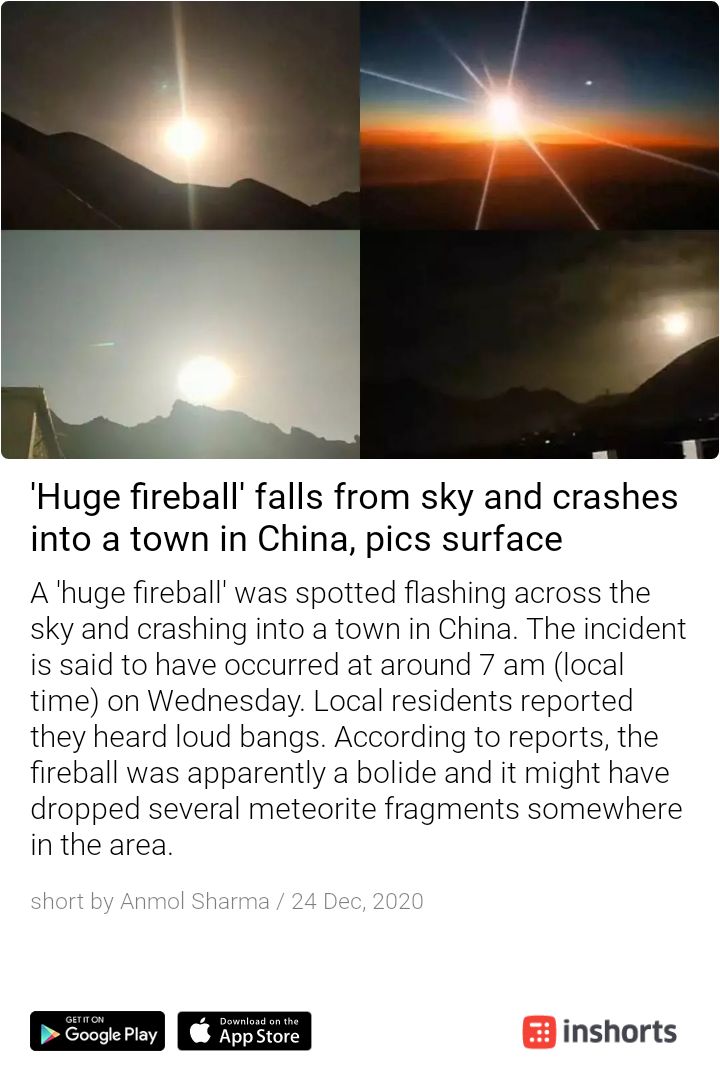 'Huge fireball' falls from sky and crashes
into a town in China, pics surface
A 'huge fireball' was spotted flashing across the
sky and crashing into a town in China. The incident
is said to have occurred at around 7 am (local
time) on Wednesday. Local residents reported
they heard loud bangs. According to reports, the
fireball was apparently a bolide and it might have
dropped several meteorite fragments somewhere
in the area.
short by Anmol Sharma / 24 Dec, 2020
GET IT ON
Google Play
Download on the
App Store
inshorts